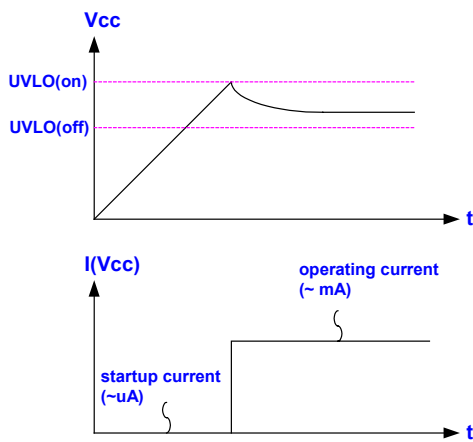 Vcc
UVLO(on)
UVLO(off)
t
I(Vcc)
operating current
(~ mA)
startup current
(~uA)
t